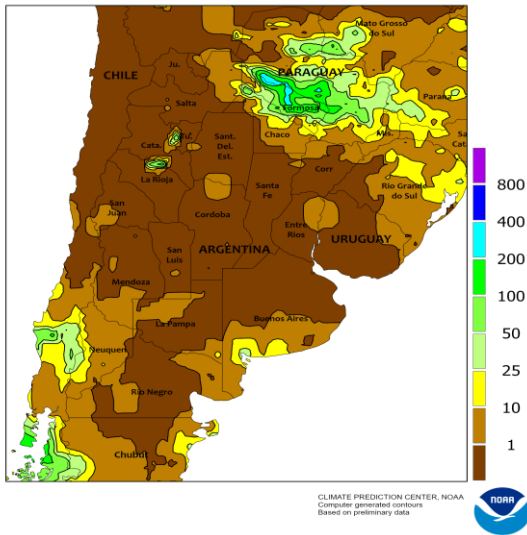 Mato Grosso
do Sul
CHILE
Ju.
PARAGUAY
Parana
Salta
Formosa
Tu.
Chaco
Mis.
Cata.
Sant.
Del.
Est.
Sa
Cat
Corr
La Rioja
Santa
Fe
Rio Grande
do Sul
San
Juan
Cordoba
Entre
Rios
URUGUAY
San
Luis
ARGENTINA
Mendoza
La Pampa
Buenos Aires
Neuquen
Rio Negro
Chubut
800
400
200
100
50
25
10
1
CLIMATE PREDICTION CENTER, NOAA
Computer generated contours
Based on preliminary data
NOAA